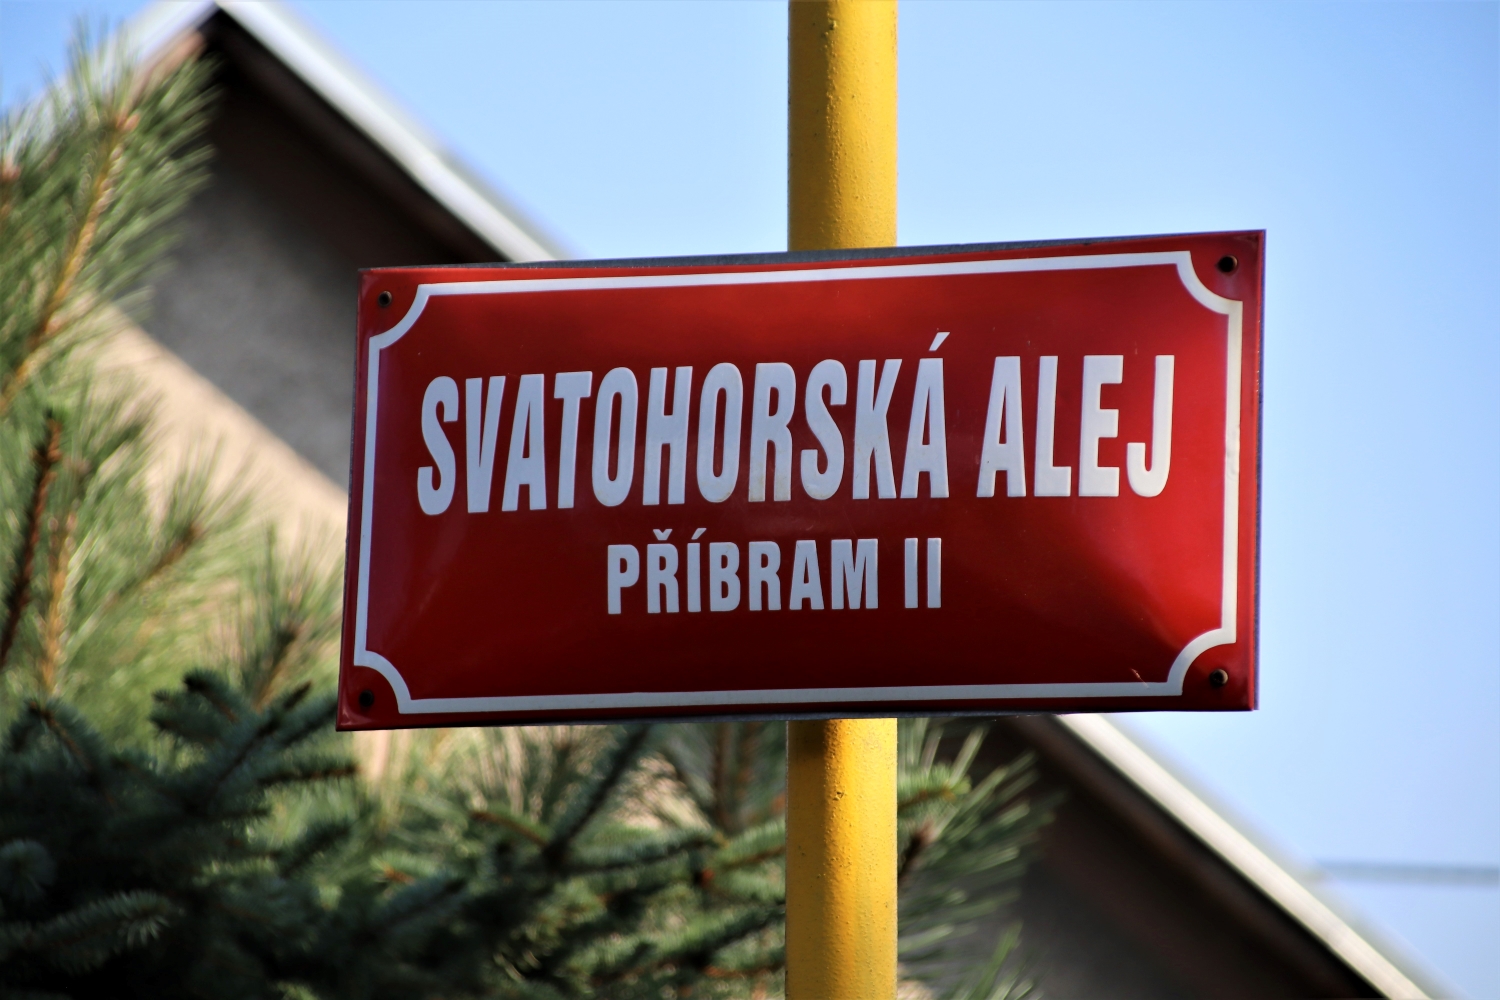 SVATOHORSKÁ ALEJ
PŘÍBRAM II